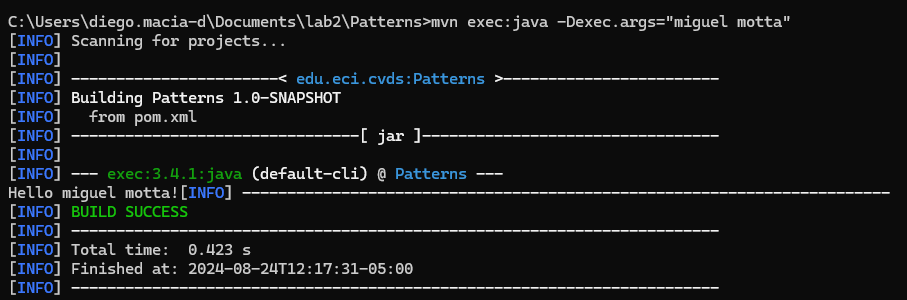 C:\Users\diego.macia-d\Documents\lab2\Patterns>mvn exec:java -Dexec.args="miguel motta"
[INFO] Scanning for projects...
[INFO]
[INFO] -----------------------< edu.eci.cvds:Patterns >------------------------
[INFO] Building Patterns 1.0-SNAPSHOT
[INFO]   from pom.xml
[INFO] --------------------------------[ jar ]---------------------------------
[INFO]
[INFO] --- exec:3.4.1:java (default-cli) @ Patterns ---
Hello miguel motta![INFO] ------------------------------------------------------------------------
[INFO] BUILD SUCCESS
[INFO] ------------------------------------------------------------------------
[INFO] Total time:  0.423 s
[INFO] Finished at: 2024-08-24T12:17:31-05:00
[INFO] ------------------------------------------------------------------------